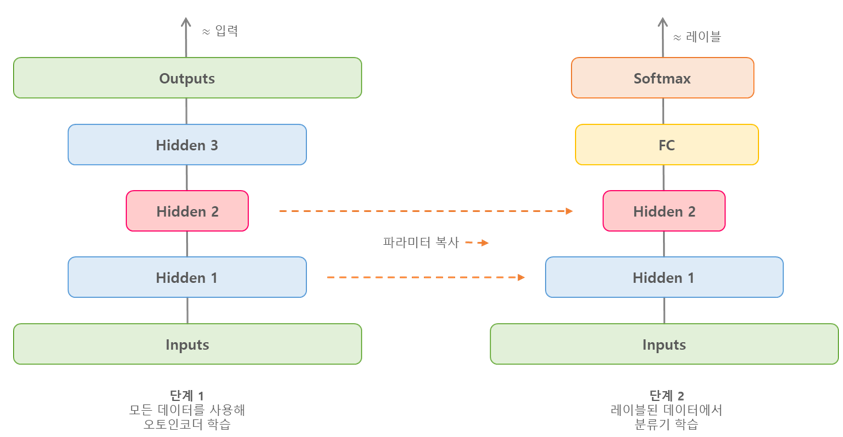 ≈ 입력
Outputs
Hidden 3
Hidden 2
Hidden 1
Inputs
단계 1
모든 데이터를 사용해
오토인코더 학습
파라미터 복사
≈ 레이블
Softmax
FC
Hidden 2
Hidden 1
Inputs
단계 2
레이블된 데이터에서
분류기 학습